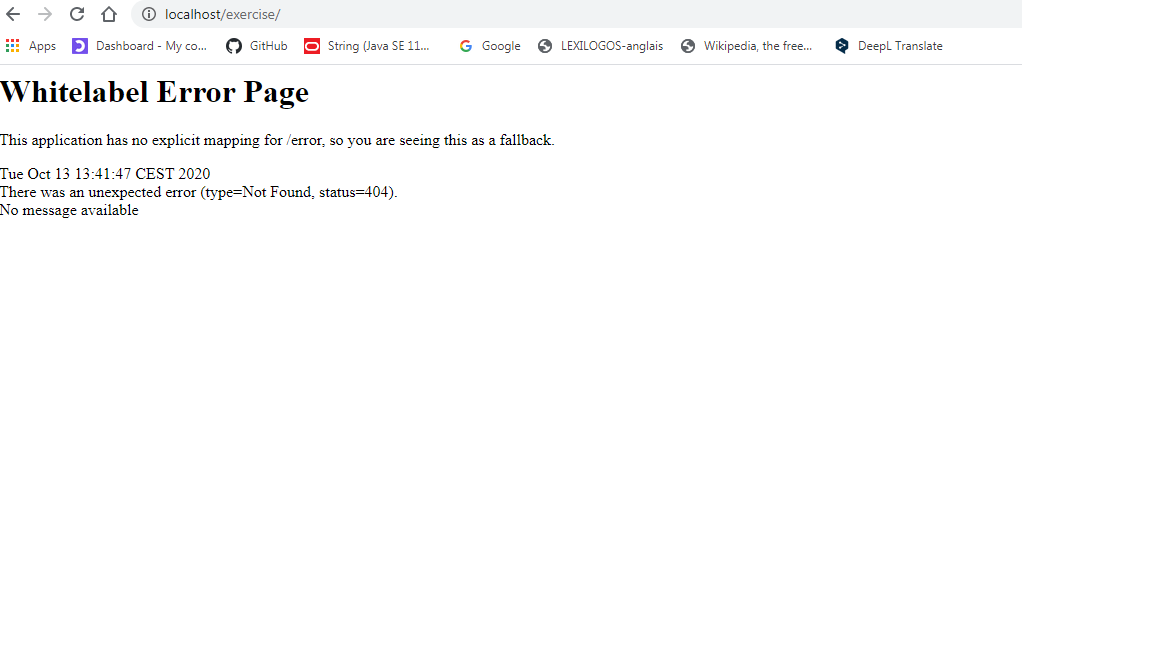 localhost/exercise/
Apps Dashboard - My co... GitHub String (Java SE 11... Google LEXILOGOS-anglais Wikipedia, the free... DeepL Translate
Whitelabel Error Page
This application has no explicit mapping for /error, so you are seeing this as a fallback.
Tue Oct 13 13:41:47 CEST 2020
There was an unexpected error (type=Not Found, status=404).
No message available